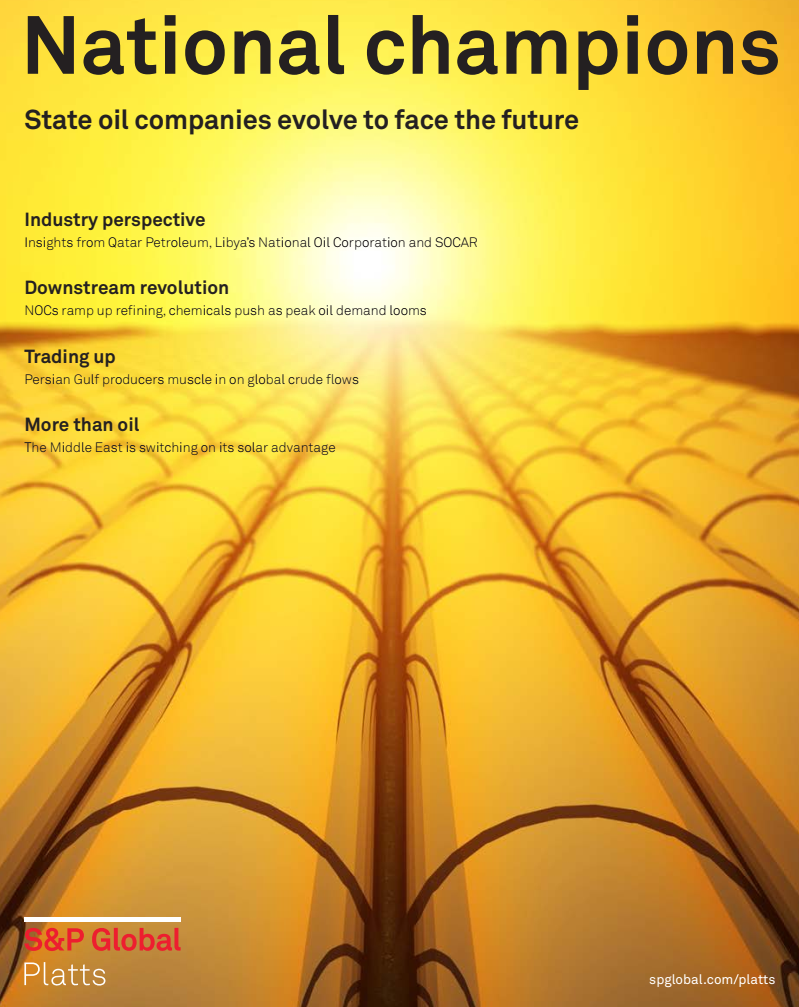 National champions
State oil companies evolve to face the future
Industry perspective
Insights from Qatar Petroleum, Libya's National Oil Corporation and SOCAR
Downstream revolution
NOCs ramp up refining, chemicals push as peak oil demand looms
Trading up
Persian Gulf producers muscle in on global crude flows
More than oil
The Middle East is switching on its solar advantage
S&P Global
Platts
spglobal.com/platts